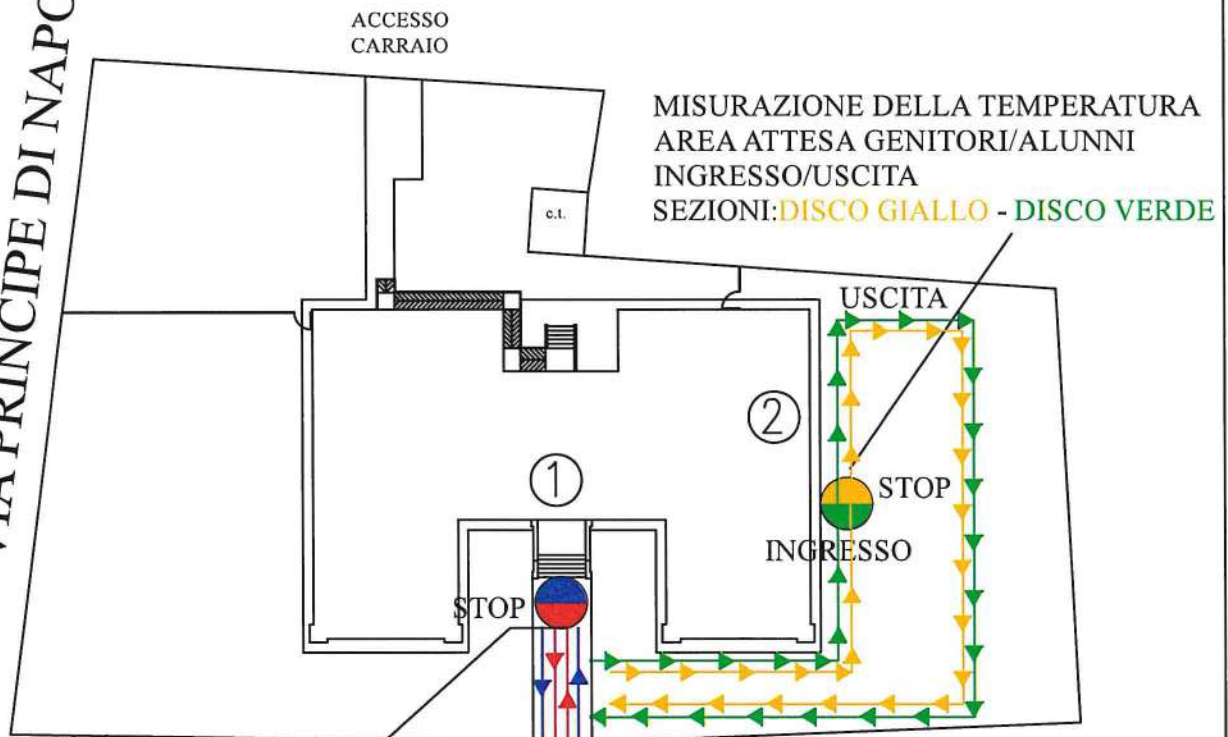 ACCESSO
CARRAIO
VIA PRINCIPE DI NAPO
MISURAZIONE DELLA TEMPERATURA
AREA ATTESA GENITORI/ALUNNI
INGRESSO/USCITA
SEZIONI:DISCO GIALLO - DISCO VERDE
c.t.
USCITA
2
1
STOP
INGRESSO
STOP